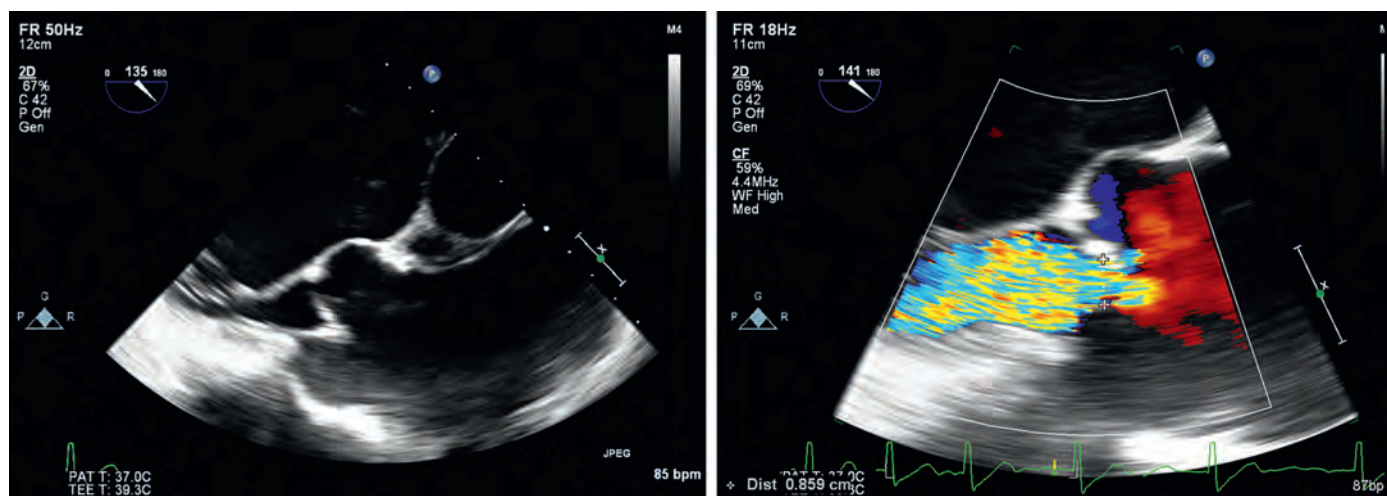 FR 50Hz
12cm
M4
2D
67%
C 42
P Off
Gen
0 135 180
P
G
P R
x
JPEG
PAT T: 37.0C
TEE T: 39.3C
85 bpm
FR 18Hz
11cm
2D
69%
C 42
P Off
Gen
CF
59%
4.4MHz
WF High
Med
0 141 180
P
G
P R
x
Dist 0.859 cm